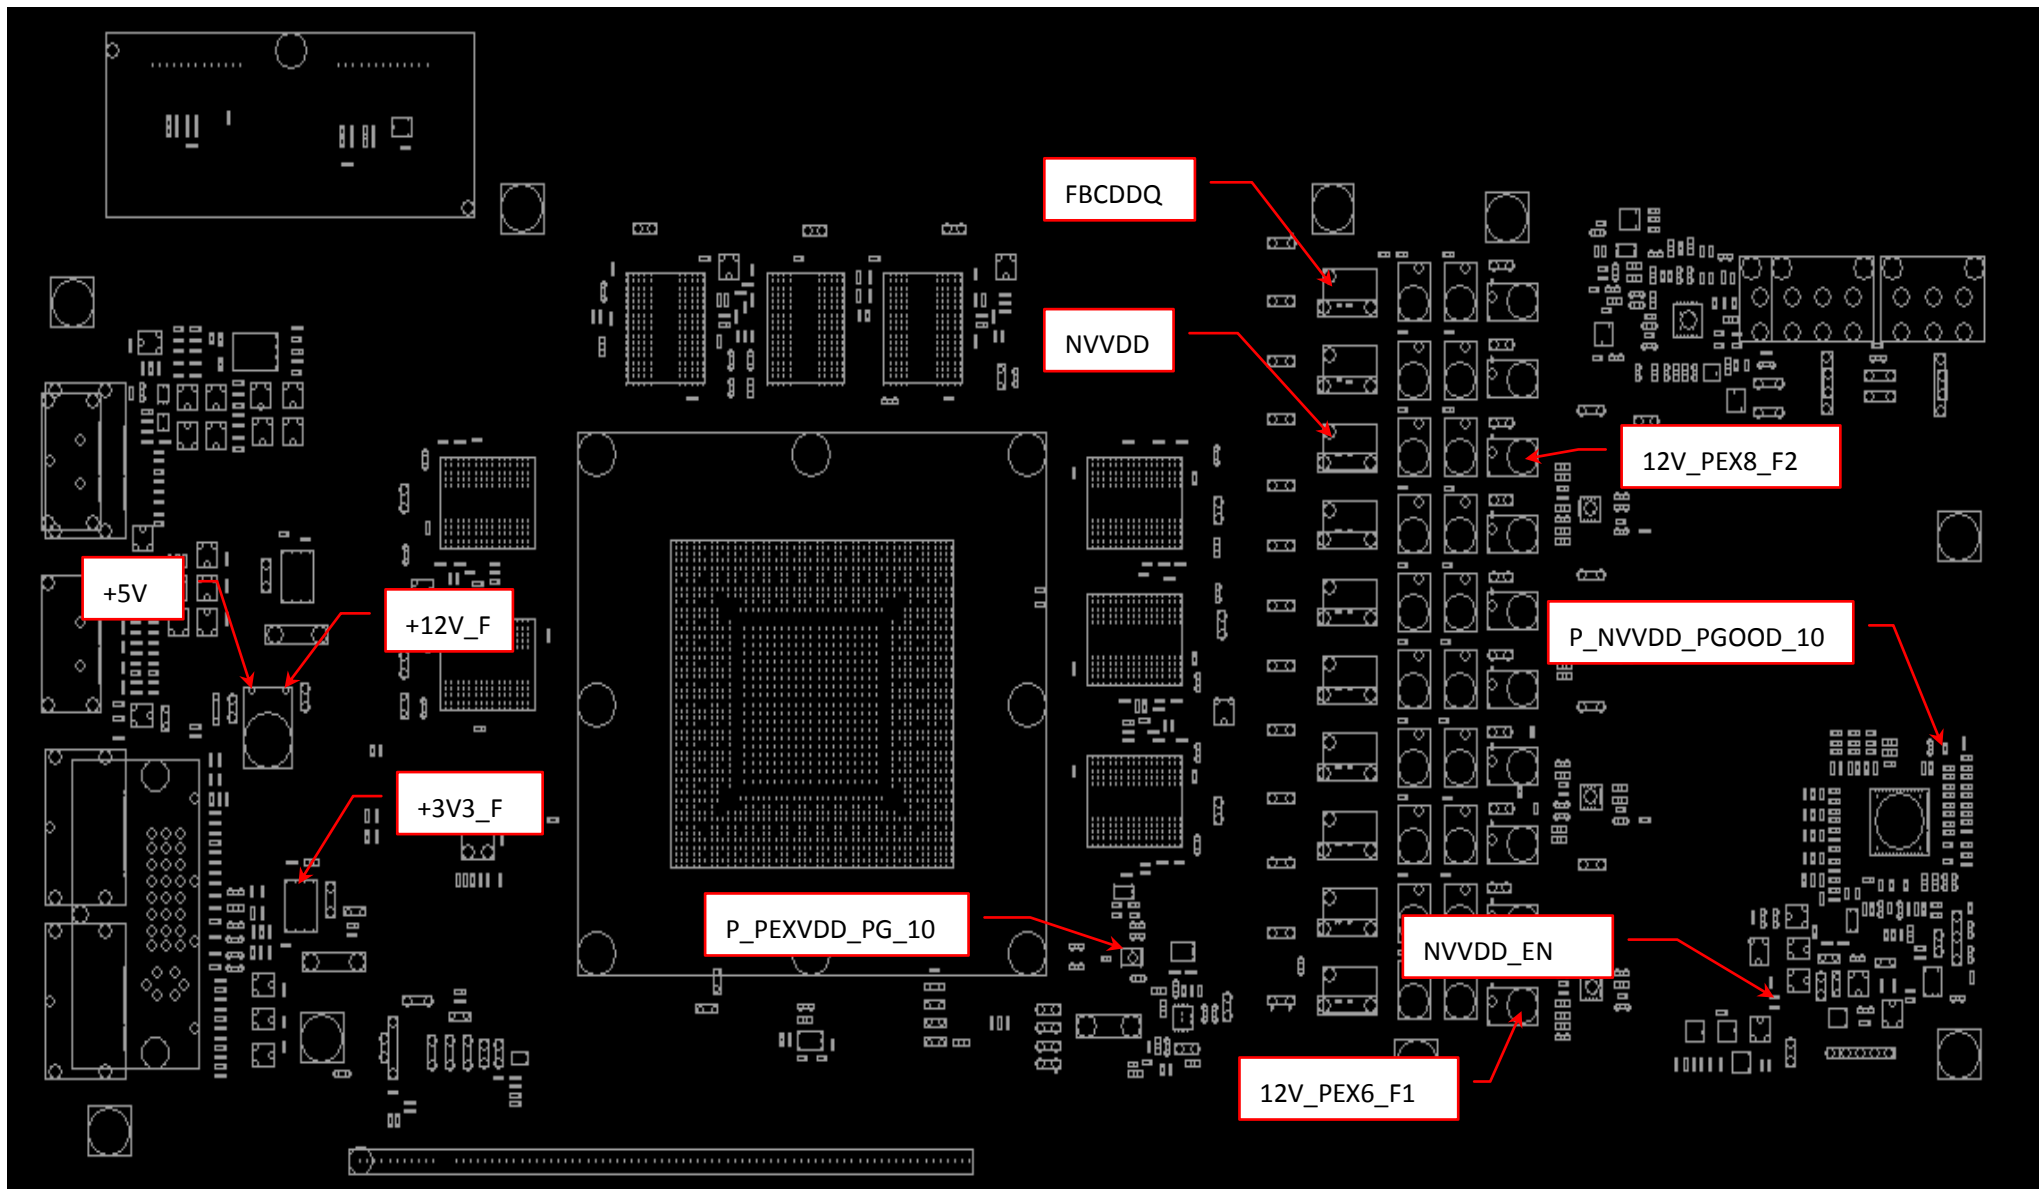 FBCDDQ
NVVDD
12V_PEX8_F2
+5V
+12V_F
P_NVVDD_PGOOD_10
+3V3_F
P_PEXVDD_PG_10
NVVDD_EN
12V_PEX6_F1